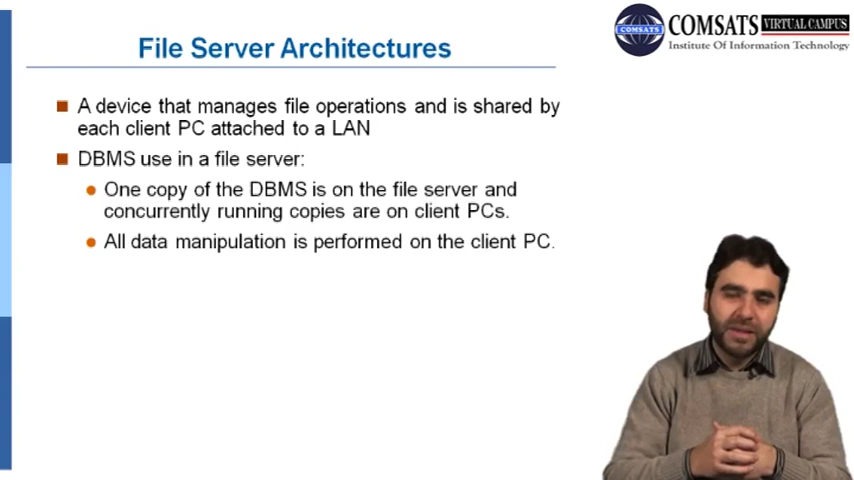 File Server Architectures
COMSATS
COMSATS VIRTUAL CAMPUS
Institute Of Information Technology
A device that manages file operations and is shared by
each client PC attached to a LAN
DBMS use in a file server:
One copy of the DBMS is on the file server and
concurrently running copies are on client PCs.
All data manipulation is performed on the client PC.